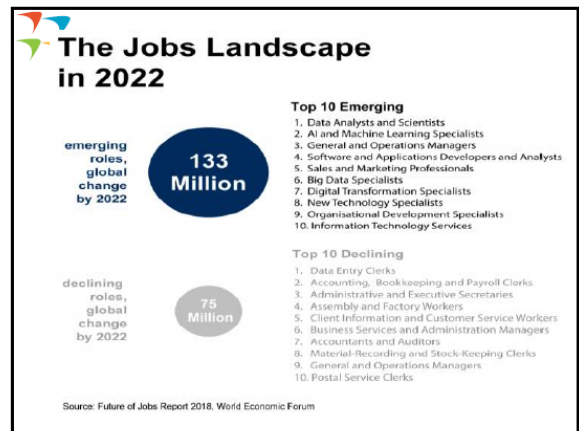 The Jobs Landscape
in 2022
emerging
roles,
global
change
by 2022
133
Million
Top 10 Emerging
1. Data Analysts and Scientists
2. AI and Machine Learning Specialists
3. General and Operations Managers
4. Software and Applications Developers and Analysts
5. Sales and Marketing Professionals
6. Big Data Specialists
7. Digital Transformation Specialists
8. New Technology Specialists
9. Organisational Development Specialists
10. Information Technology Services
declining
roles,
global
change
by 2022
75
Million
Top 10 Declining
1. Data Entry Clerks
2. Accounting, Bookkeeping and Payroll Clerks
3. Administrative and Executive Secretaries
4. Assembly and Factory Workers
5. Client Information and Customer Service Workers
6. Business Services and Administration Managers
7. Accountants and Auditors
8. Material-Recording and Stock-Keeping Clerks
9. General and Operations Managers
10. Postal Service Clerks
Source: Future of Jobs Report 2018, World Economic Forum